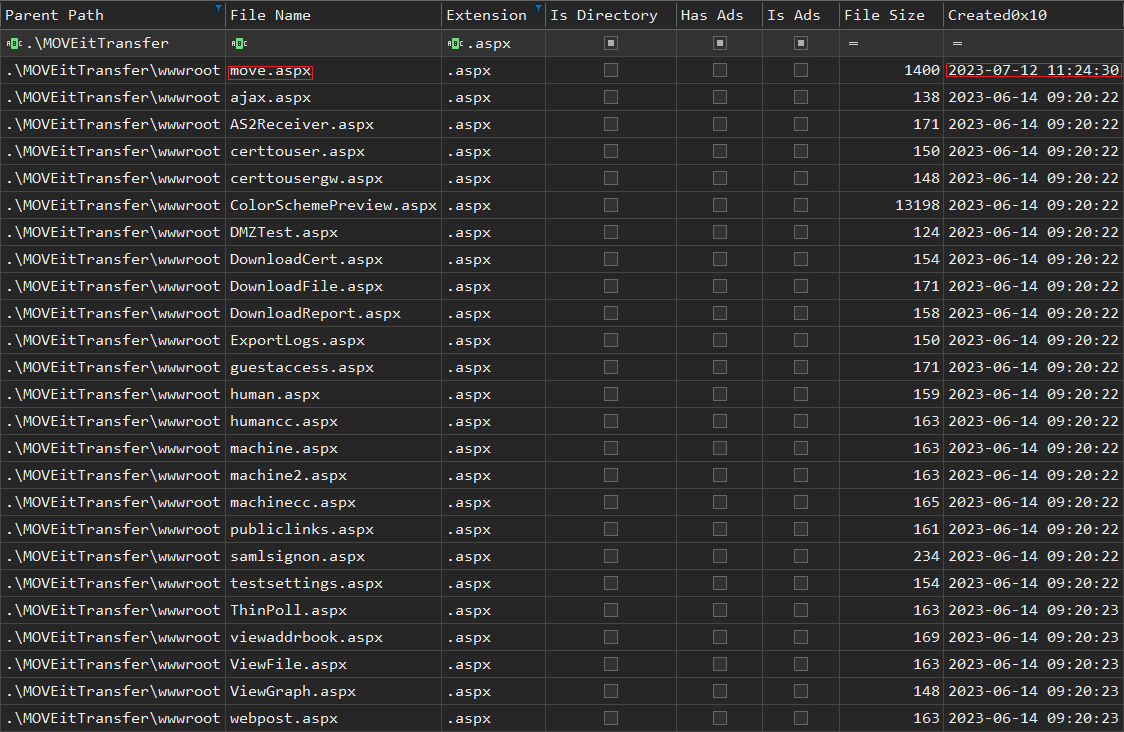 Parent Path File Name Extension Is Directory Has Ads Is Ads File Size Created0x10
ABC .\MOVEitTransfer ABC ABC .aspx = =
.\MOVEitTransfer\wwwroot move.aspx .aspx 1400 2023-07-12 11:24:30
.\MOVEitTransfer\wwwroot ajax.aspx .aspx 138 2023-06-14 09:20:22
.\MOVEitTransfer\wwwroot AS2Receiver.aspx .aspx 171 2023-06-14 09:20:22
.\MOVEitTransfer\wwwroot certtouser.aspx .aspx 150 2023-06-14 09:20:22
.\MOVEitTransfer\wwwroot certtousergw.aspx .aspx 148 2023-06-14 09:20:22
.\MOVEitTransfer\wwwroot ColorSchemePreview.aspx .aspx 13198 2023-06-14 09:20:22
.\MOVEitTransfer\wwwroot DMZTest.aspx .aspx 124 2023-06-14 09:20:22
.\MOVEitTransfer\wwwroot DownloadCert.aspx .aspx 154 2023-06-14 09:20:22
.\MOVEitTransfer\wwwroot DownloadFile.aspx .aspx 171 2023-06-14 09:20:22
.\MOVEitTransfer\wwwroot DownloadReport.aspx .aspx 158 2023-06-14 09:20:22
.\MOVEitTransfer\wwwroot ExportLogs.aspx .aspx 150 2023-06-14 09:20:22
.\MOVEitTransfer\wwwroot guestaccess.aspx .aspx 171 2023-06-14 09:20:22
.\MOVEitTransfer\wwwroot human.aspx .aspx 159 2023-06-14 09:20:22
.\MOVEitTransfer\wwwroot humancc.aspx .aspx 163 2023-06-14 09:20:22
.\MOVEitTransfer\wwwroot machine.aspx .aspx 163 2023-06-14 09:20:22
.\MOVEitTransfer\wwwroot machine2.aspx .aspx 163 2023-06-14 09:20:22
.\MOVEitTransfer\wwwroot machinecc.aspx .aspx 165 2023-06-14 09:20:22
.\MOVEitTransfer\wwwroot publiclinks.aspx .aspx 161 2023-06-14 09:20:22
.\MOVEitTransfer\wwwroot samlsignon.aspx .aspx 234 2023-06-14 09:20:22
.\MOVEitTransfer\wwwroot testsettings.aspx .aspx 154 2023-06-14 09:20:22
.\MOVEitTransfer\wwwroot ThinPoll.aspx .aspx 163 2023-06-14 09:20:23
.\MOVEitTransfer\wwwroot viewaddrbook.aspx .aspx 169 2023-06-14 09:20:23
.\MOVEitTransfer\wwwroot ViewFile.aspx .aspx 163 2023-06-14 09:20:23
.\MOVEitTransfer\wwwroot ViewGraph.aspx .aspx 148 2023-06-14 09:20:23
.\MOVEitTransfer\wwwroot webpost.aspx .aspx 163 2023-06-14 09:20:23